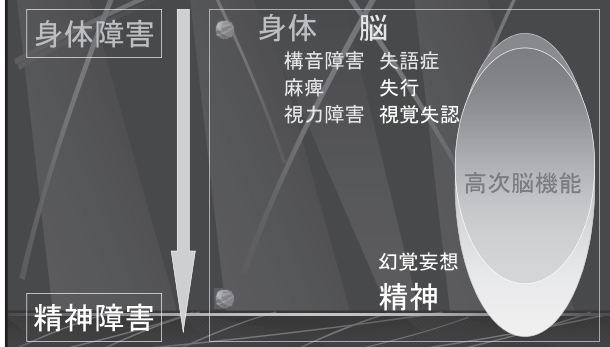 身体障害
身体 脳
構音障害 失語症
麻痺 失行
視力障害 視覚失認
高次脳機能
幻覚妄想
精神
精神障害